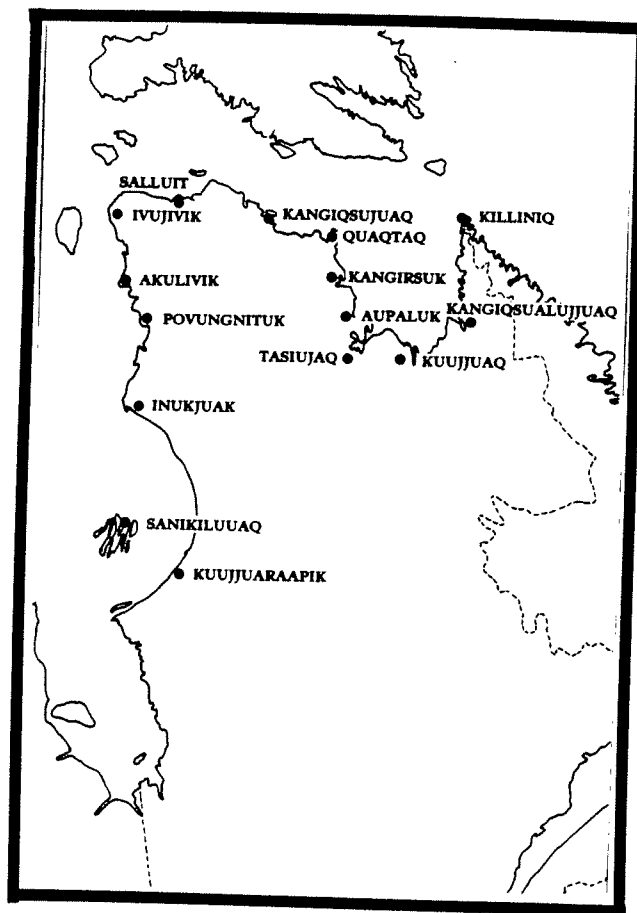 SALLUIT
IVUJIVIK
KANGIQSUJUAQ
KILLINIQ
QUAQTAQ
AKULIVIK
KANGIRSUK
KANGIQSUALUJJUAQ
POVUNGNITUK
AUPALUK
TASIUJAQ
KUUJJUAQ
INUKJUAK
SANIKILUUAQ
KUUJJUARAAPIK